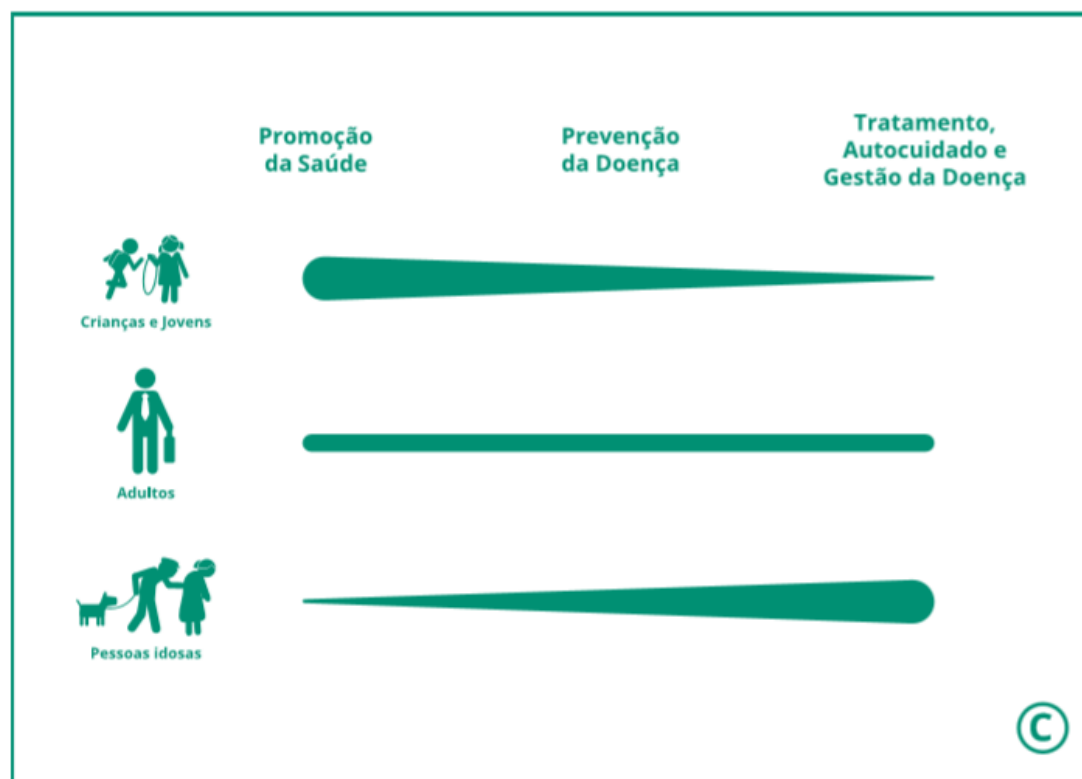 Promoção
da Saúde
Prevenção
da Doença
Tratamento,
Autocuidado e
Gestão da Doença
Crianças e Jovens
Adultos
Pessoas idosas
©